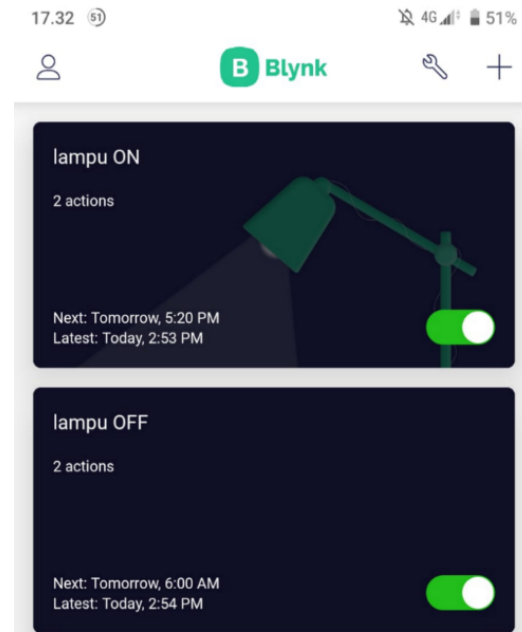 17.32 51 4G 51%
B Blynk
lampu ON
2 actions
Next: Tomorrow, 5:20 PM
Latest: Today, 2:53 PM
lampu OFF
2 actions
Next: Tomorrow, 6:00 AM
Latest: Today, 2:54 PM